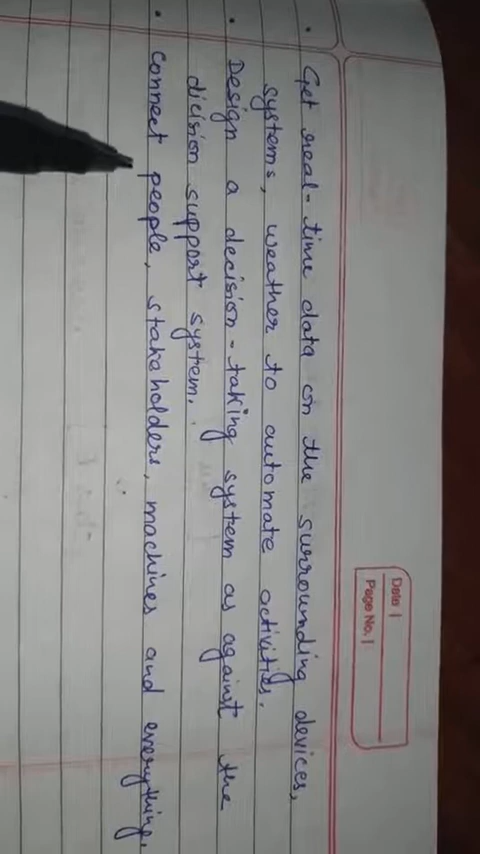 Date |
Page No. |
• Get real-time data on the surrounding devices,
systems, weather to automate activities.
• Design a decision-taking system as against the
dicision support system.
• Connect people, stakeholders, machines and everything.